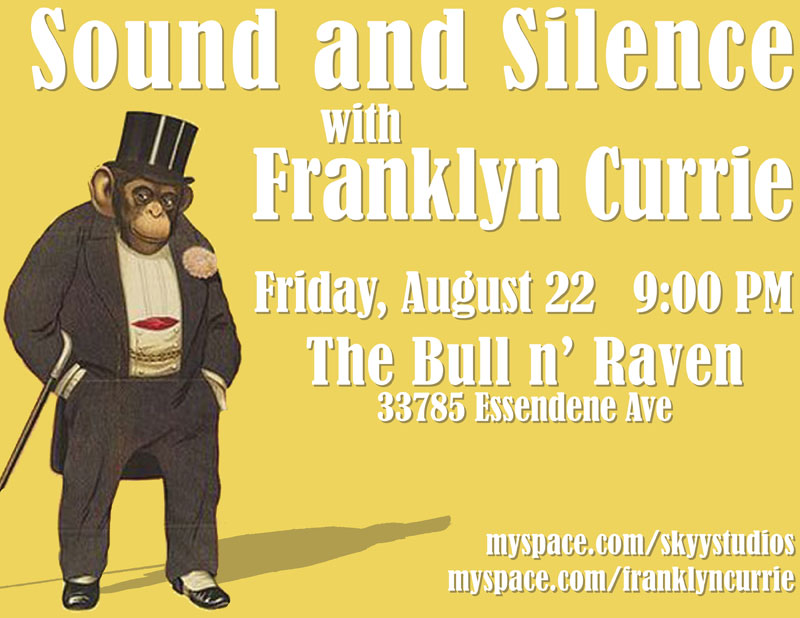 Sound and Silence
with
Franklyn Currie
Friday, August 22 9:00 PM
The Bull n’ Raven
33785 Essendene Ave
myspace.com/skyystudios
myspace.com/franklyncurrie